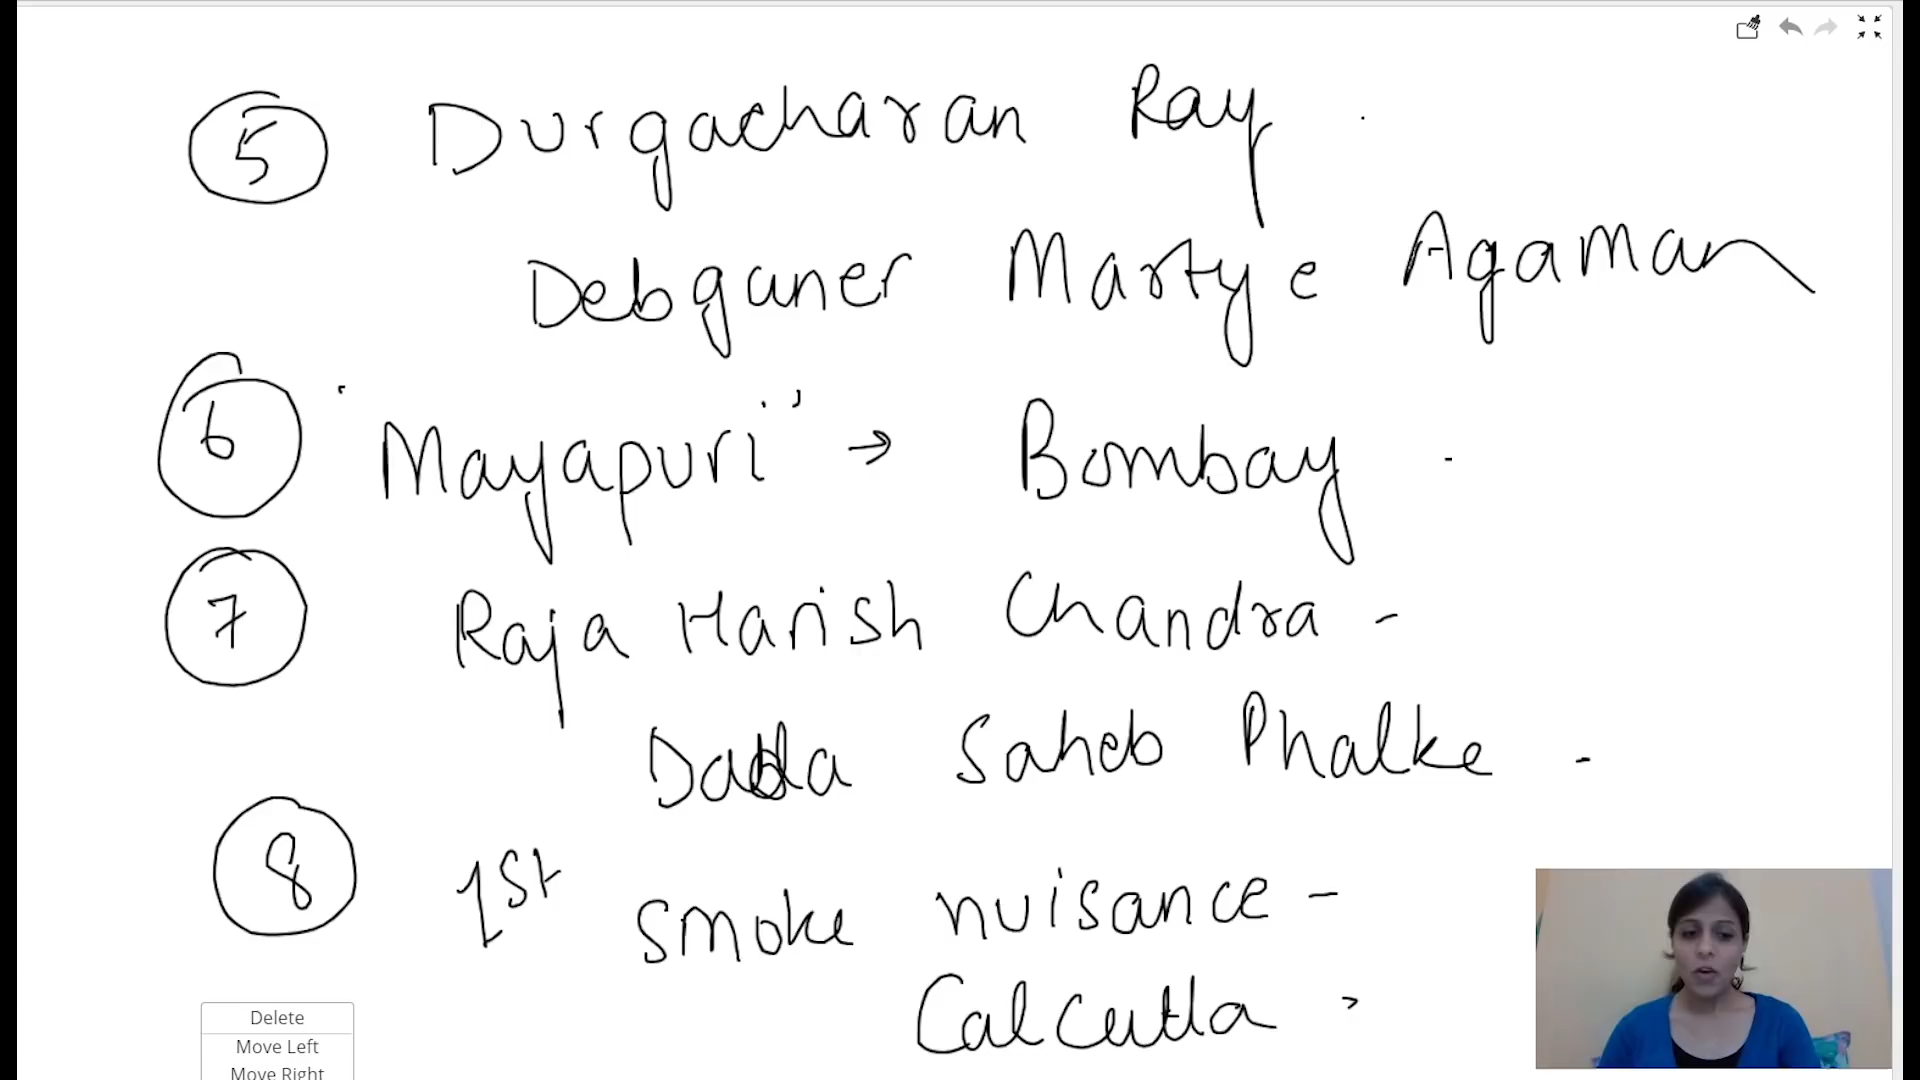 5 Durgacharan Ray .
Debganer Martye Agaman
6 'Mayapuri' → Bombay .
7 Raja Harish Chandra -
Dada Saheb Phalke .
8 1st smoke nuisance -
Calcutta
Delete
Move Left
Move Right